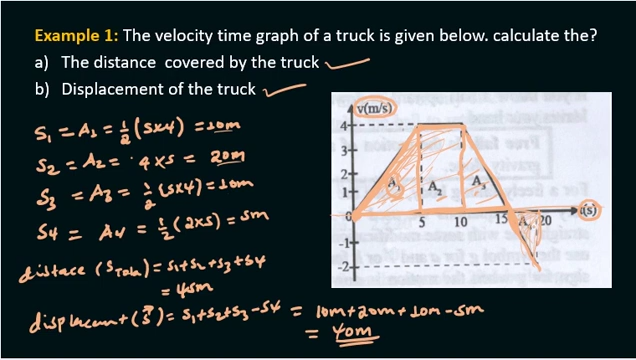 Example 1: The velocity time graph of a truck is given below. calculate the?
a) The distance covered by the truck
b) Displacement of the truck
S₁ = A₁ = ½ (5x4) = 10m
S₂ = A₂ = 4x5 = 20m
S₃ = A₃ = ½ (5x4) = 10m
S4 = A4 = ½ (2x5) = 5m
distace (STotal) = S₁+S₂+S₃+S4
= 45m
displacement (S⃗) = S₁+S₂+S₃-S4 = 10m+20m+10m-5m
= 40m
v(m/s)
4
3
2
1
0
-1
-2
A₂
A₃
A
5
10
15
20
t(s)